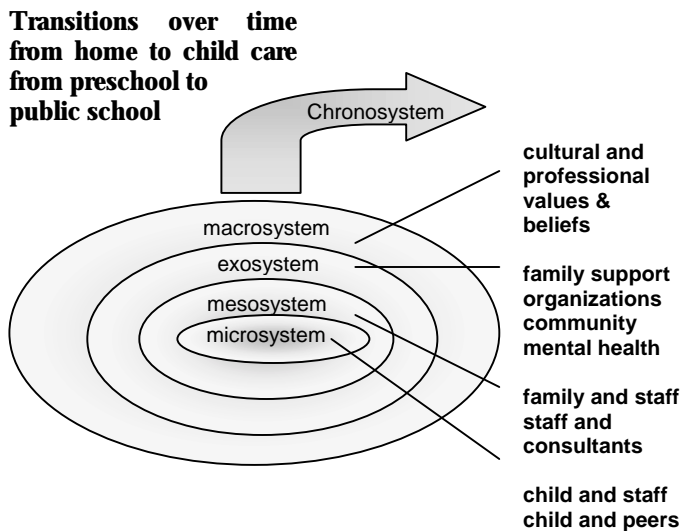 Transitions over time
from home to child care
from preschool to
public school
Chronosystem
macrosystem
exosystem
mesosystem
microsystem
cultural and
professional
values &
beliefs
family support
organizations
community
mental health
family and staff
staff and
consultants
child and staff
child and peers